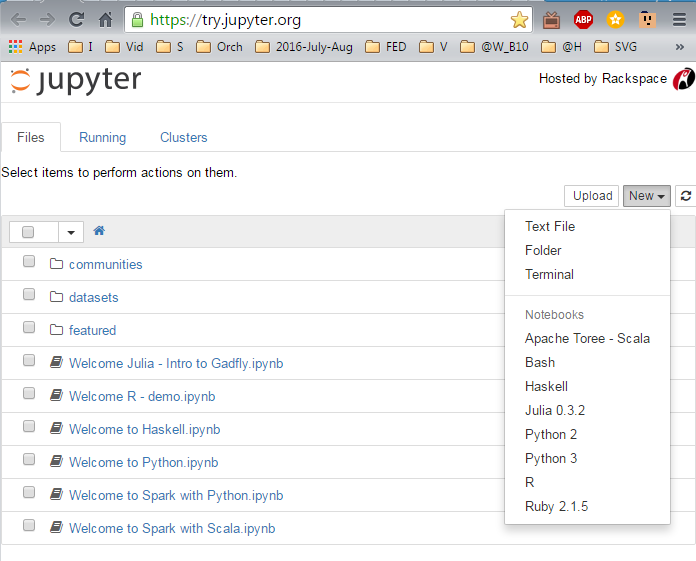 https://try.jupyter.org
ABP
Apps I Vid S Orch 2016-July-Aug FED V @W_B10 @H SVG »
jupyter Hosted by Rackspace
Files Running Clusters
Select items to perform actions on them.
Upload New
Text File
Folder
Terminal
Notebooks
Apache Toree - Scala
Bash
Haskell
Julia 0.3.2
Python 2
Python 3
R
Ruby 2.1.5
communities
datasets
featured
Welcome Julia - Intro to Gadfly.ipynb
Welcome R - demo.ipynb
Welcome to Haskell.ipynb
Welcome to Python.ipynb
Welcome to Spark with Python.ipynb
Welcome to Spark with Scala.ipynb